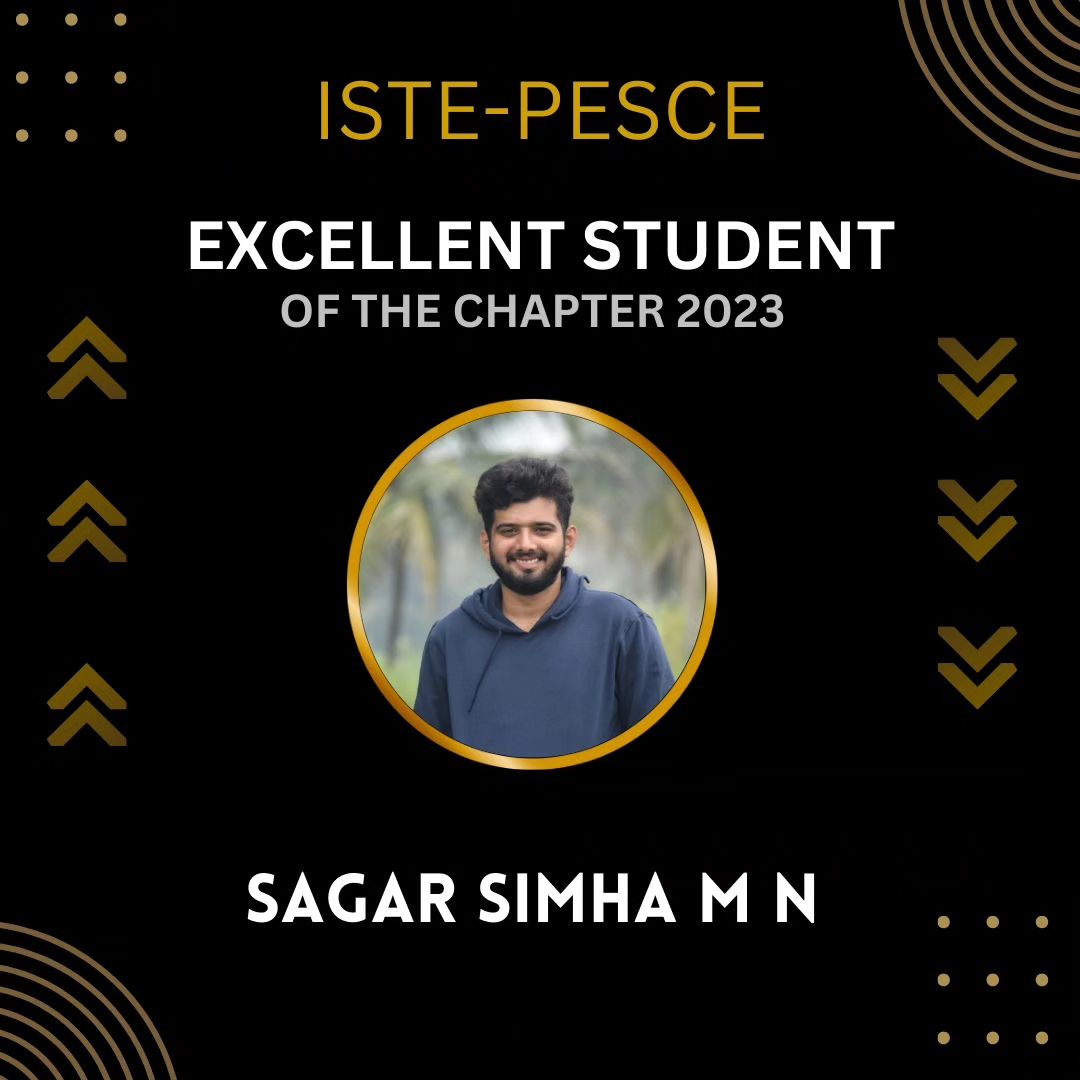 ISTE-PESCE
EXCELLENT STUDENT
OF THE CHAPTER 2023
SAGAR SIMHA M N